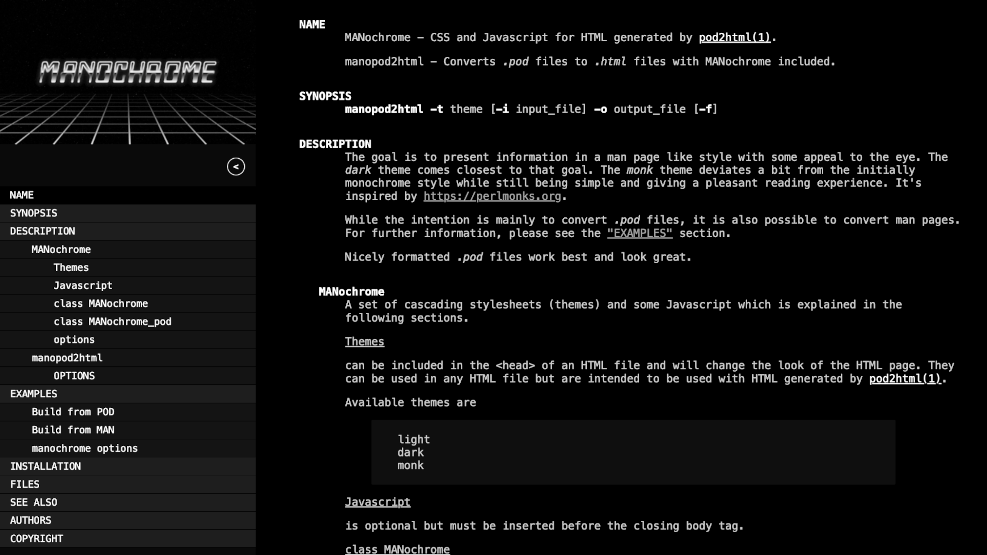 MANOCHROME
<
NAME
SYNOPSIS
DESCRIPTION
MANochrome
Themes
Javascript
class MANochrome
class MANochrome_pod
options
manopod2html
OPTIONS
EXAMPLES
Build from POD
Build from MAN
manochrome options
INSTALLATION
FILES
SEE ALSO
AUTHORS
COPYRIGHT
NAME
MANochrome – CSS and Javascript for HTML generated by pod2html(1).
manopod2html – Converts .pod files to .html files with MANochrome included.
SYNOPSIS
manopod2html -t theme [-i input_file] -o output_file [-f]
DESCRIPTION
The goal is to present information in a man page like style with some appeal to the eye. The
dark theme comes closest to that goal. The monk theme deviates a bit from the initially
monochrome style while still being simple and giving a pleasant reading experience. It's
inspired by https://perlmonks.org.
While the intention is mainly to convert .pod files, it is also possible to convert man pages.
For further information, please see the "EXAMPLES" section.
Nicely formatted .pod files work best and look great.
MANochrome
A set of cascading stylesheets (themes) and some Javascript which is explained in the
following sections.
Themes
can be included in the <head> of an HTML file and will change the look of the HTML page. They
can be used in any HTML file but are intended to be used with HTML generated by pod2html(1).
Available themes are
light
dark
monk
Javascript
is optional but must be inserted before the closing body tag.
class MANochrome